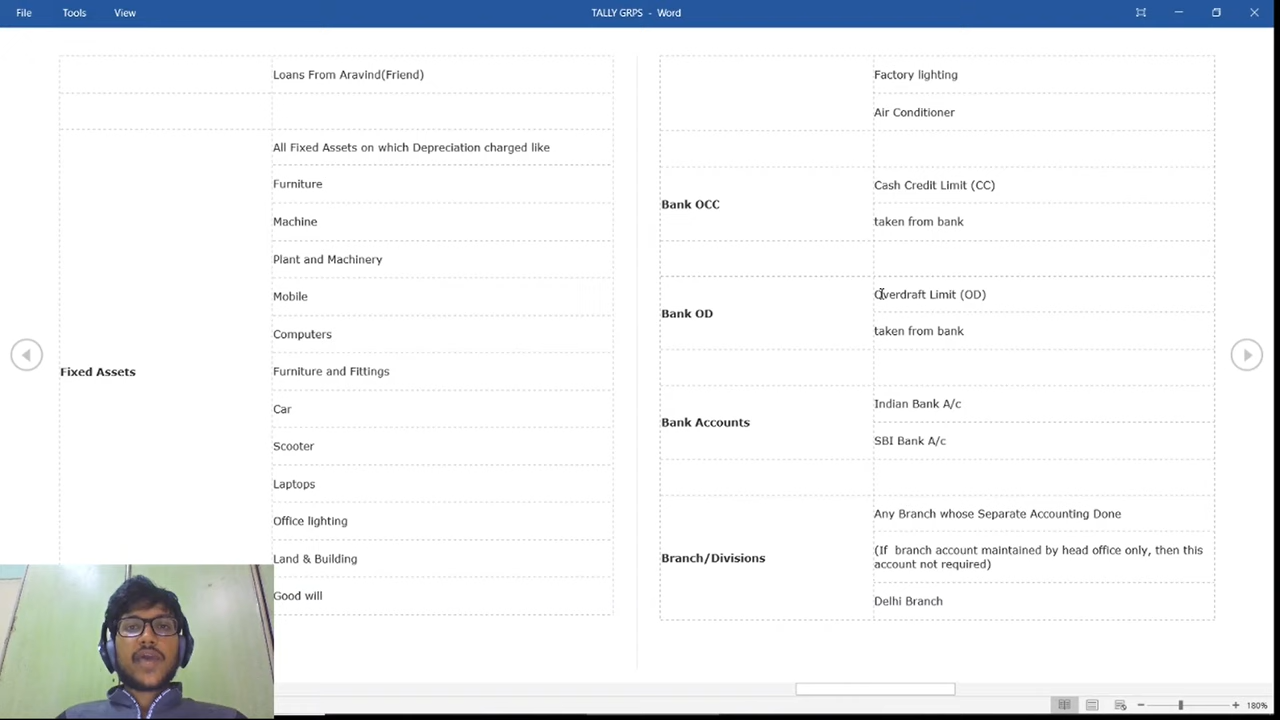 File
Tools
View
TALLY GRPS - Word
Loans From Aravind(Friend)
All Fixed Assets on which Depreciation charged like
Furniture
Machine
Plant and Machinery
Mobile
Computers
Furniture and Fittings
Fixed Assets
Car
Scooter
Laptops
Office lighting
Land & Building
Good will
Factory lighting
Air Conditioner
Cash Credit Limit (CC)
Bank OCC
taken from bank
Overdraft Limit (OD)
Bank OD
taken from bank
Indian Bank A/c
Bank Accounts
SBI Bank A/c
Any Branch whose Separate Accounting Done
Branch/Divisions
(If branch account maintained by head office only, then this
account not required)
Delhi Branch
180%